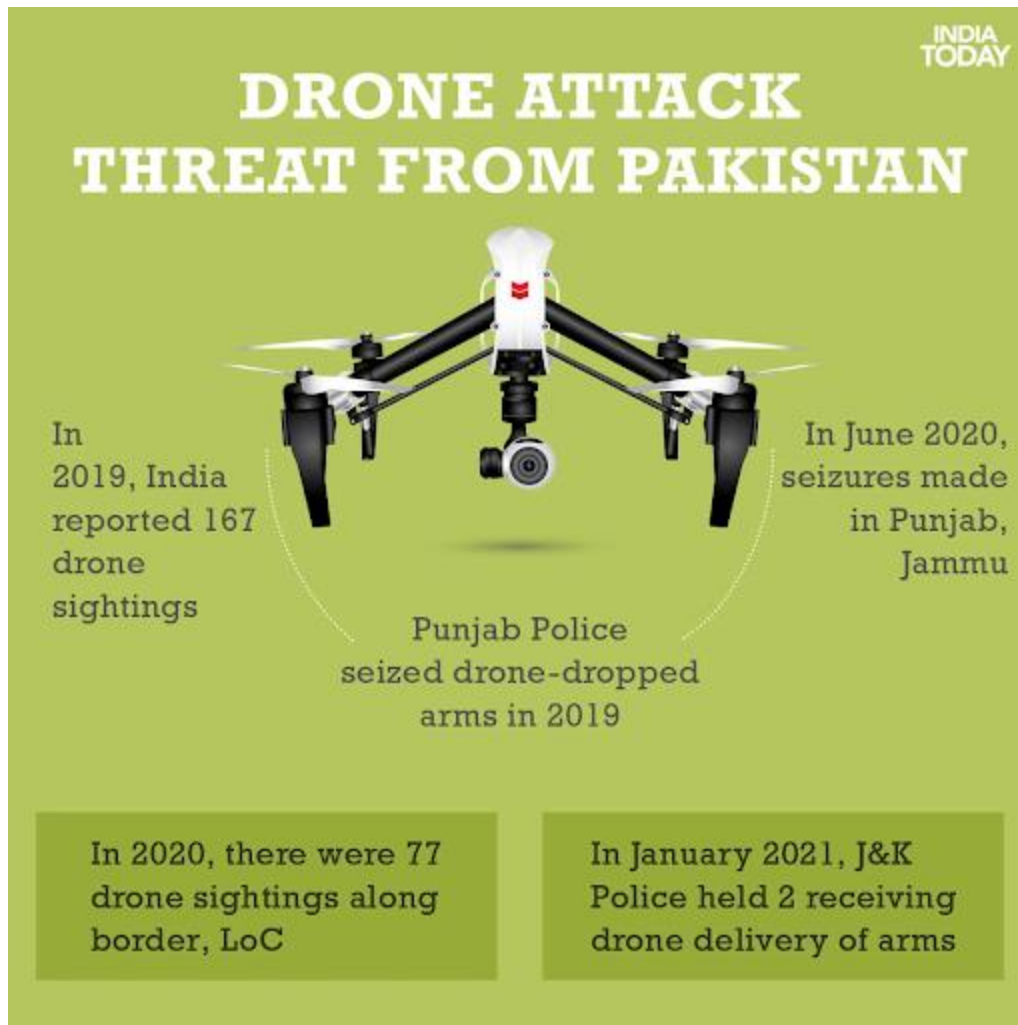 INDIA
TODAY
DRONE ATTACK
THREAT FROM PAKISTAN
In
2019, India
reported 167
drone
sightings
Punjab Police
seized drone-dropped
arms in 2019
In June 2020,
seizures made
in Punjab,
Jammu
In 2020, there were 77
drone sightings along
border, LoC
In January 2021, J&K
Police held 2 receiving
drone delivery of arms